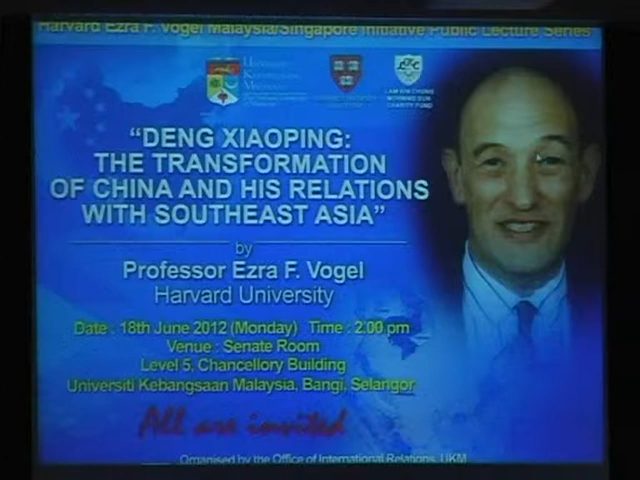 Harvard Ezra F. Vogel Malaysia/Singapore Initiative Public Lecture Series
"DENG XIAOPING:
THE TRANSFORMATION
OF CHINA AND HIS RELATIONS
WITH SOUTHEAST ASIA"
by
Professor Ezra F. Vogel
Harvard University
Date : 18th June 2012 (Monday) Time : 2.00 pm
Venue : Senate Room
Level 5, Chancellory Building
Universiti Kebangsaan Malaysia, Bangi, Selangor
All are invited
Organised by the Office of International Relations, UKM